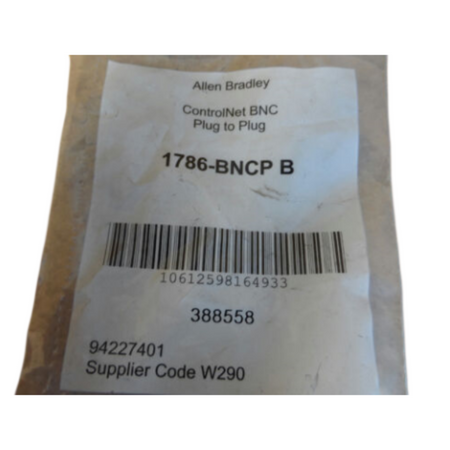 Allen Bradley
ControlNet BNC
Plug to Plug
1786-BNCP B
10612598164933
388558
94227401
Supplier Code W290